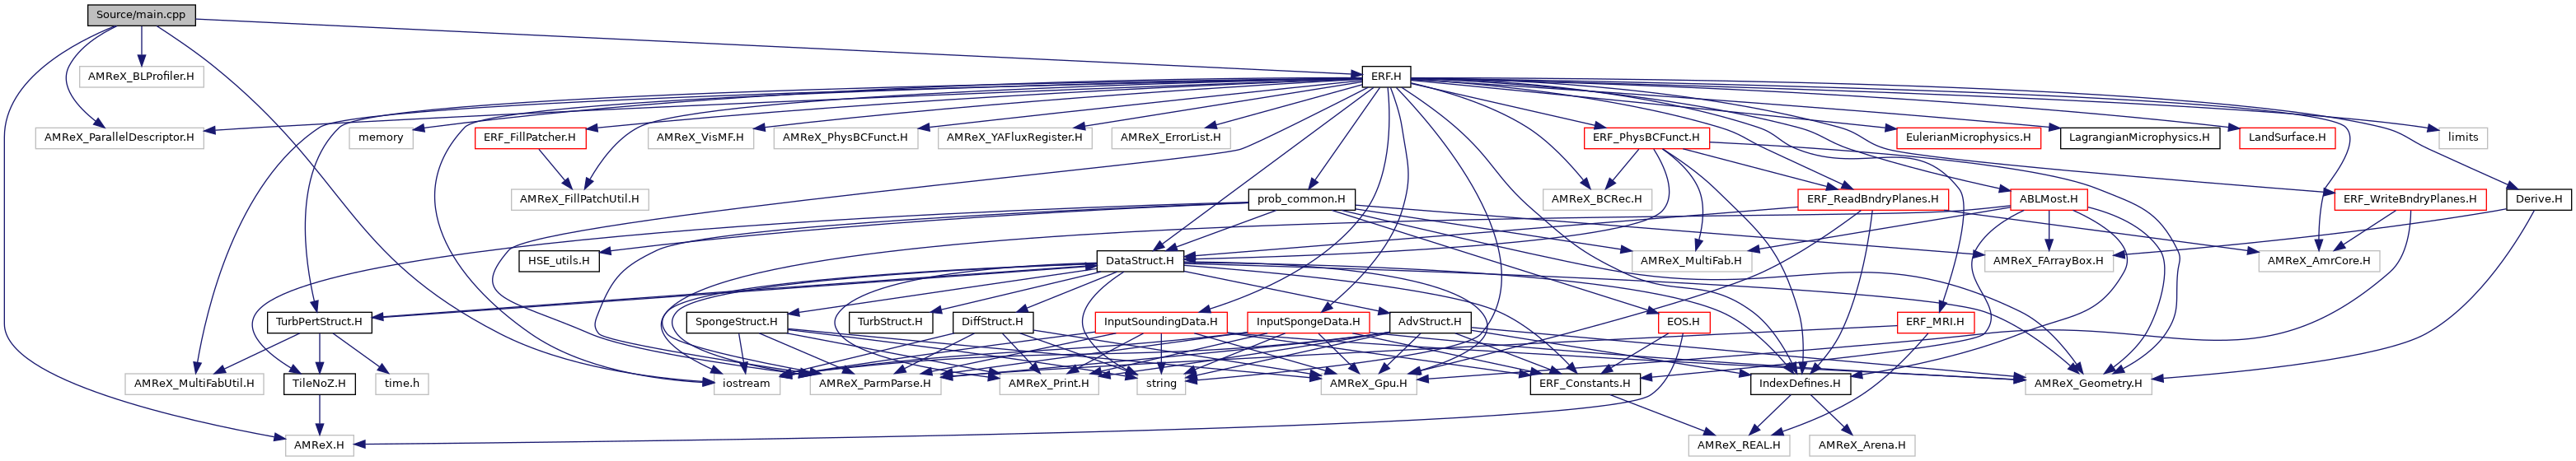 Source/main.cpp
AMReX_BLProfiler.H
ERF.H
AMReX_ParallelDescriptor.H
memory
ERF_FillPatcher.H
AMReX_VisMF.H
AMReX_PhysBCFunct.H
AMReX_YAFluxRegister.H
AMReX_ErrorList.H
ERF_PhysBCFunct.H
EulerianMicrophysics.H
LagrangianMicrophysics.H
LandSurface.H
limits
AMReX_FillPatchUtil.H
prob_common.H
AMReX_BCRec.H
ERF_ReadBndryPlanes.H
ABLMost.H
ERF_WriteBndryPlanes.H
Derive.H
HSE_utils.H
DataStruct.H
AMReX_MultiFab.H
AMReX_FArrayBox.H
AMReX_AmrCore.H
TurbPertStruct.H
SpongeStruct.H
TurbStruct.H
DiffStruct.H
InputSoundingData.H
InputSpongeData.H
AdvStruct.H
EOS.H
ERF_MRI.H
AMReX_MultiFabUtil.H
TileNoZ.H
time.h
iostream
AMReX_ParmParse.H
AMReX_Print.H
string
AMReX_Gpu.H
ERF_Constants.H
IndexDefines.H
AMReX_Geometry.H
AMReX.H
AMReX_REAL.H
AMReX_Arena.H